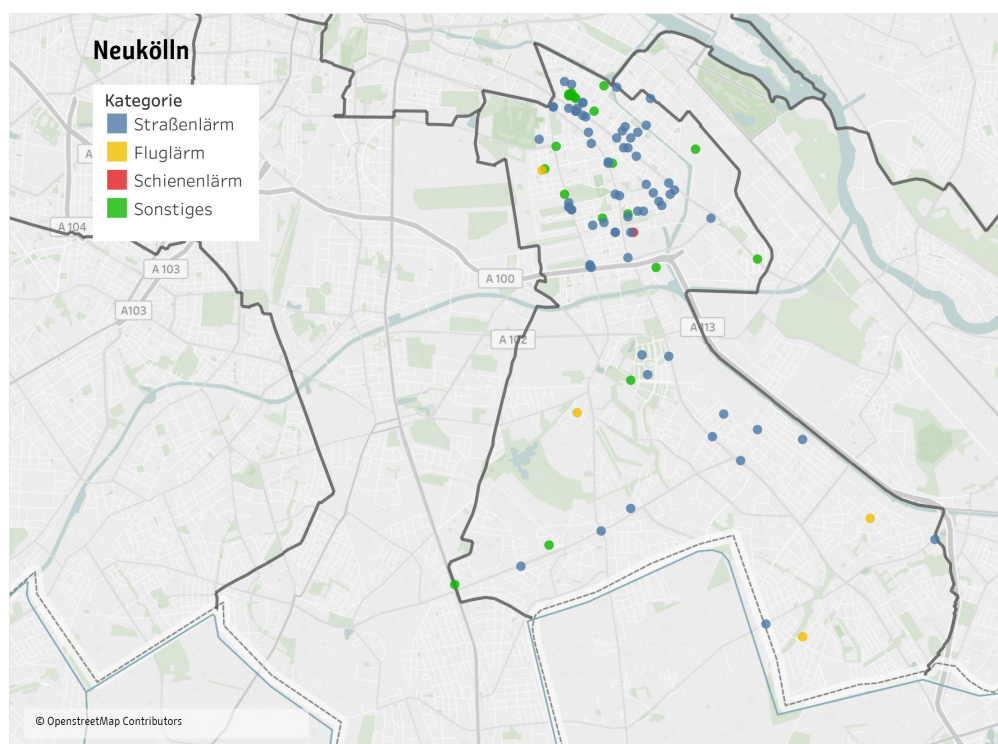 Neukölln
Kategorie
Straßenlärm
Fluglärm
Schienenlärm
Sonstiges
A
A 104
A 103
A103
A 100
A 102
A 113
© OpenstreetMap Contributors